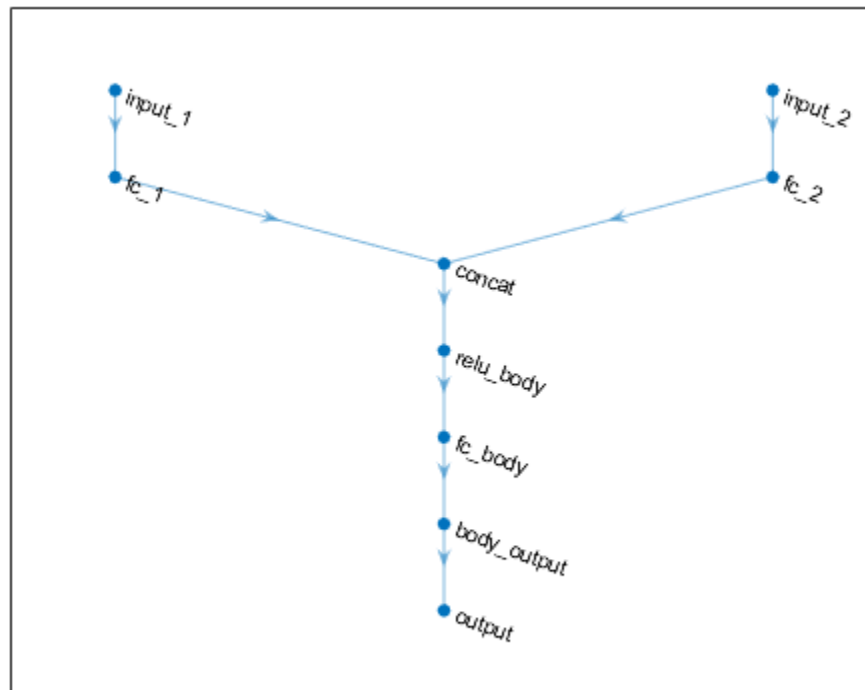 input_1
input_2
fc_1
fc_2
concat
relu_body
fc_body
body_output
output